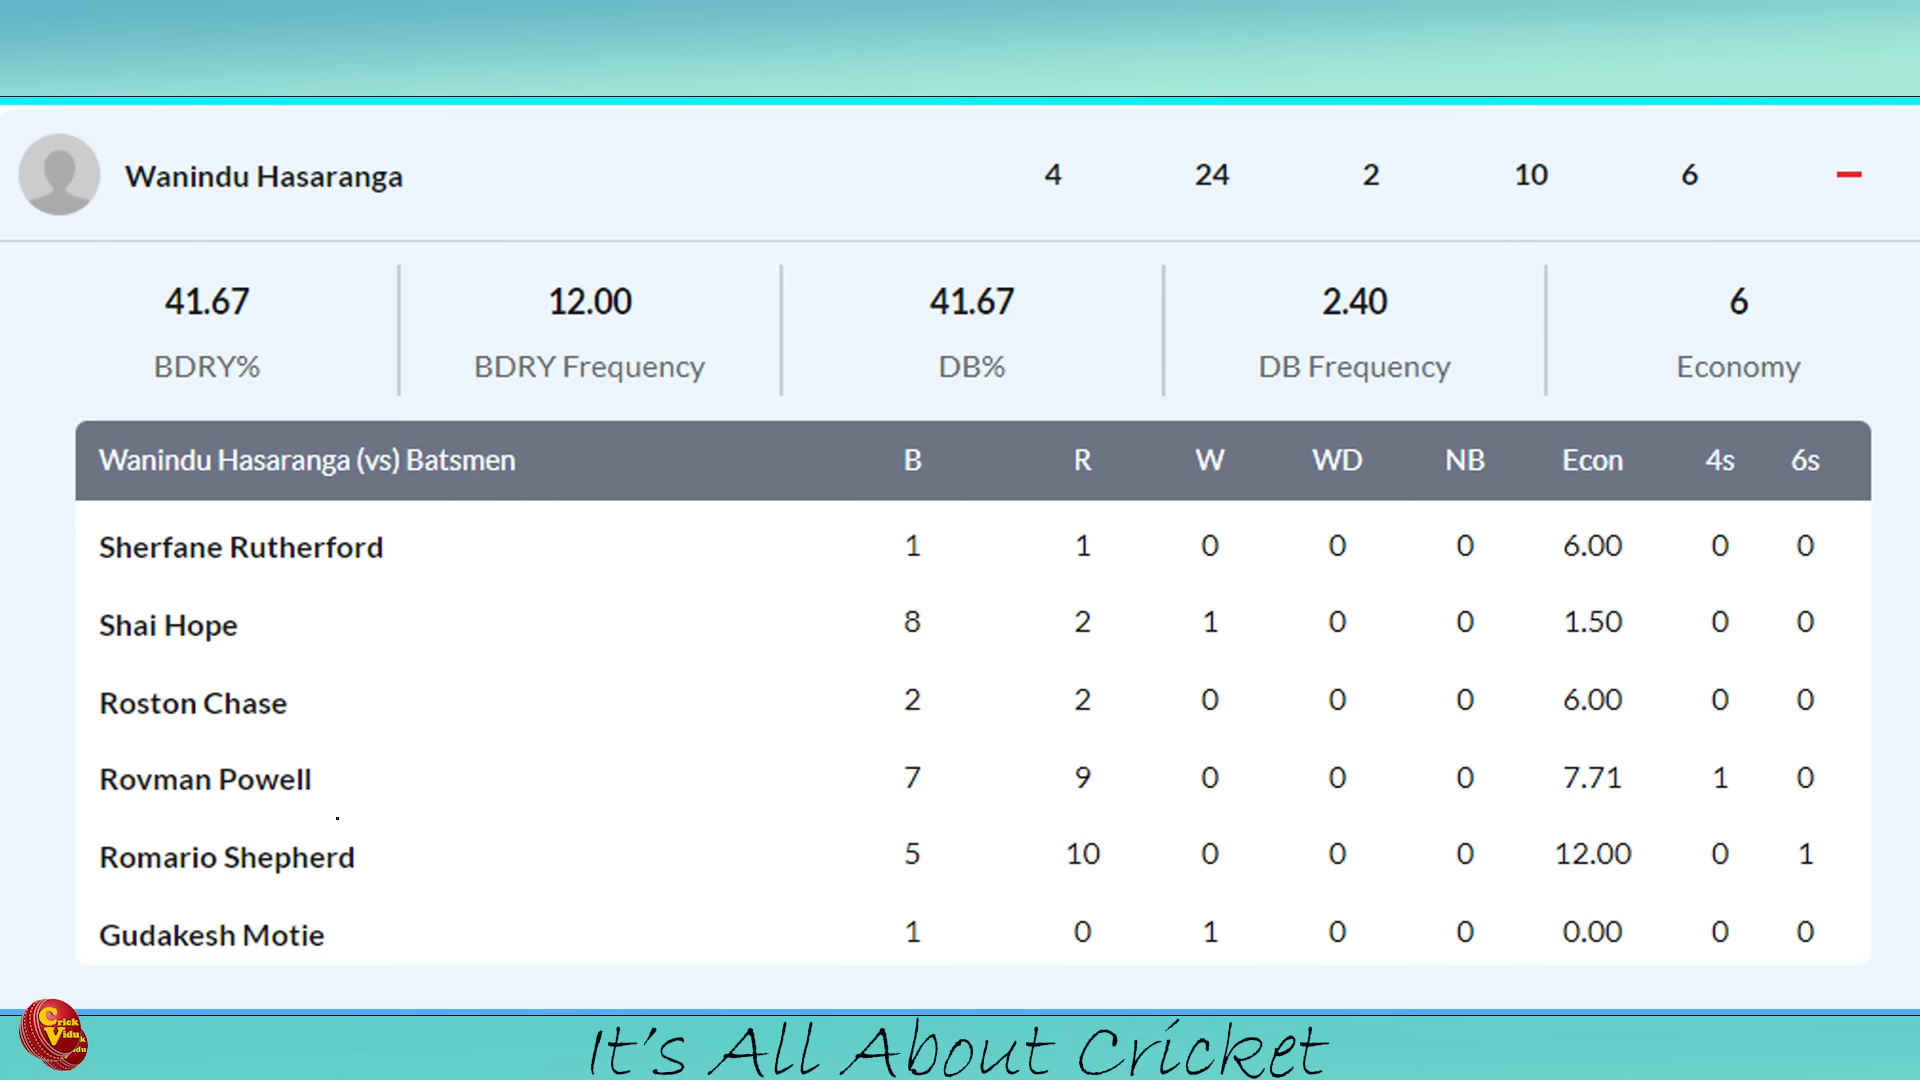 Wanindu Hasaranga 4 24 2 10 6
41.67 12.00 41.67 2.40 6
BDRY% BDRY Frequency DB% DB Frequency Economy
Wanindu Hasaranga (vs) Batsmen B R W WD NB Econ 4s 6s
Sherfane Rutherford 1 1 0 0 0 6.00 0 0
Shai Hope 8 2 1 0 0 1.50 0 0
Roston Chase 2 2 0 0 0 6.00 0 0
Rovman Powell 7 9 0 0 0 7.71 1 0
Romario Shepherd 5 10 0 0 0 12.00 0 1
Gudakesh Motie 1 0 1 0 0 0.00 0 0
Crick
Vidu
It's All About Cricket